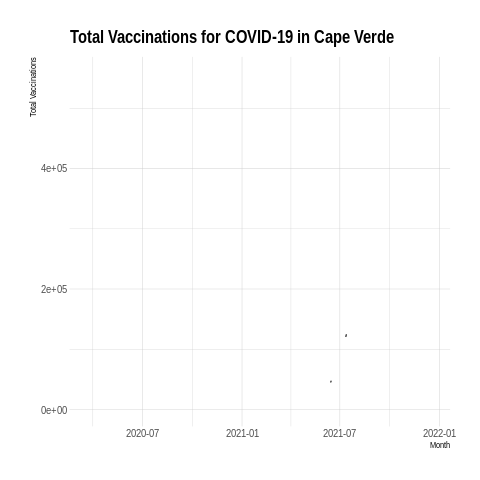 Total Vaccinations for COVID-19 in Cape Verde
Total Vaccinations
4e+05
2e+05
0e+00
2020-07 2021-01 2021-07 2022-01
Month